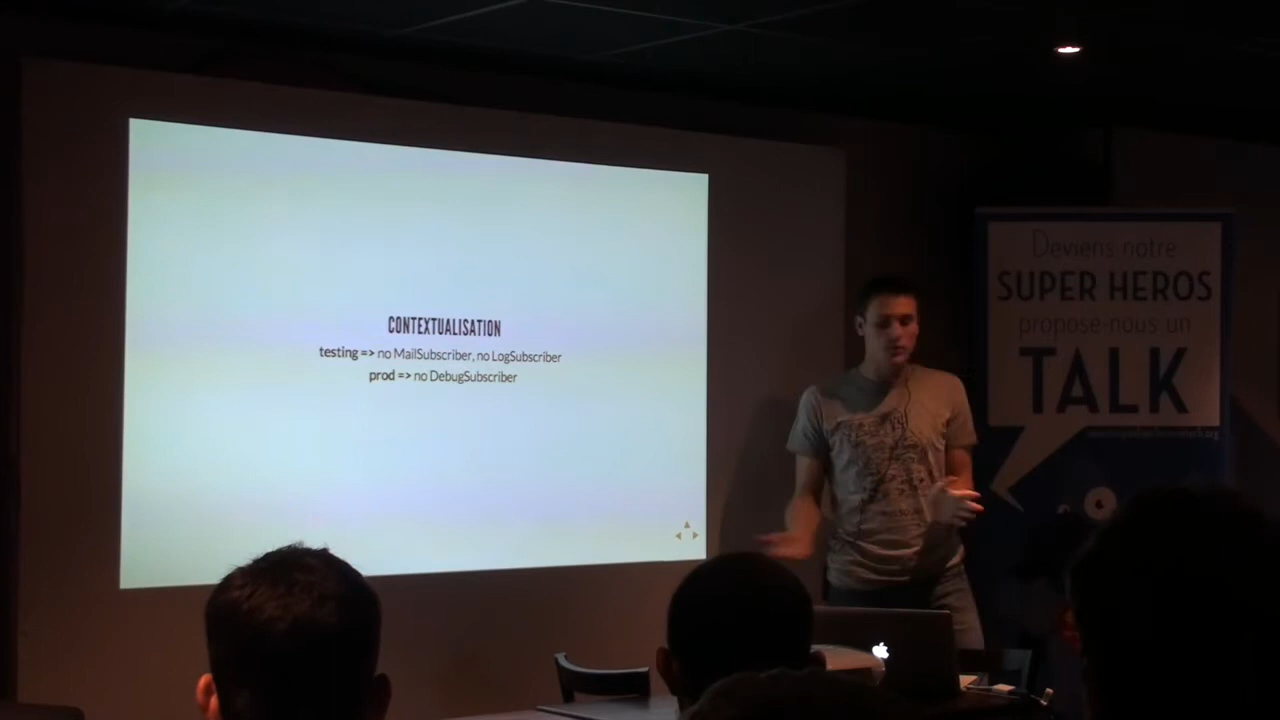 CONTEXTUALISATION
testing => no MailSubscriber, no LogSubscriber
prod => no DebugSubscriber
Deviens notre
SUPER HEROS
propose-nous un
TALK